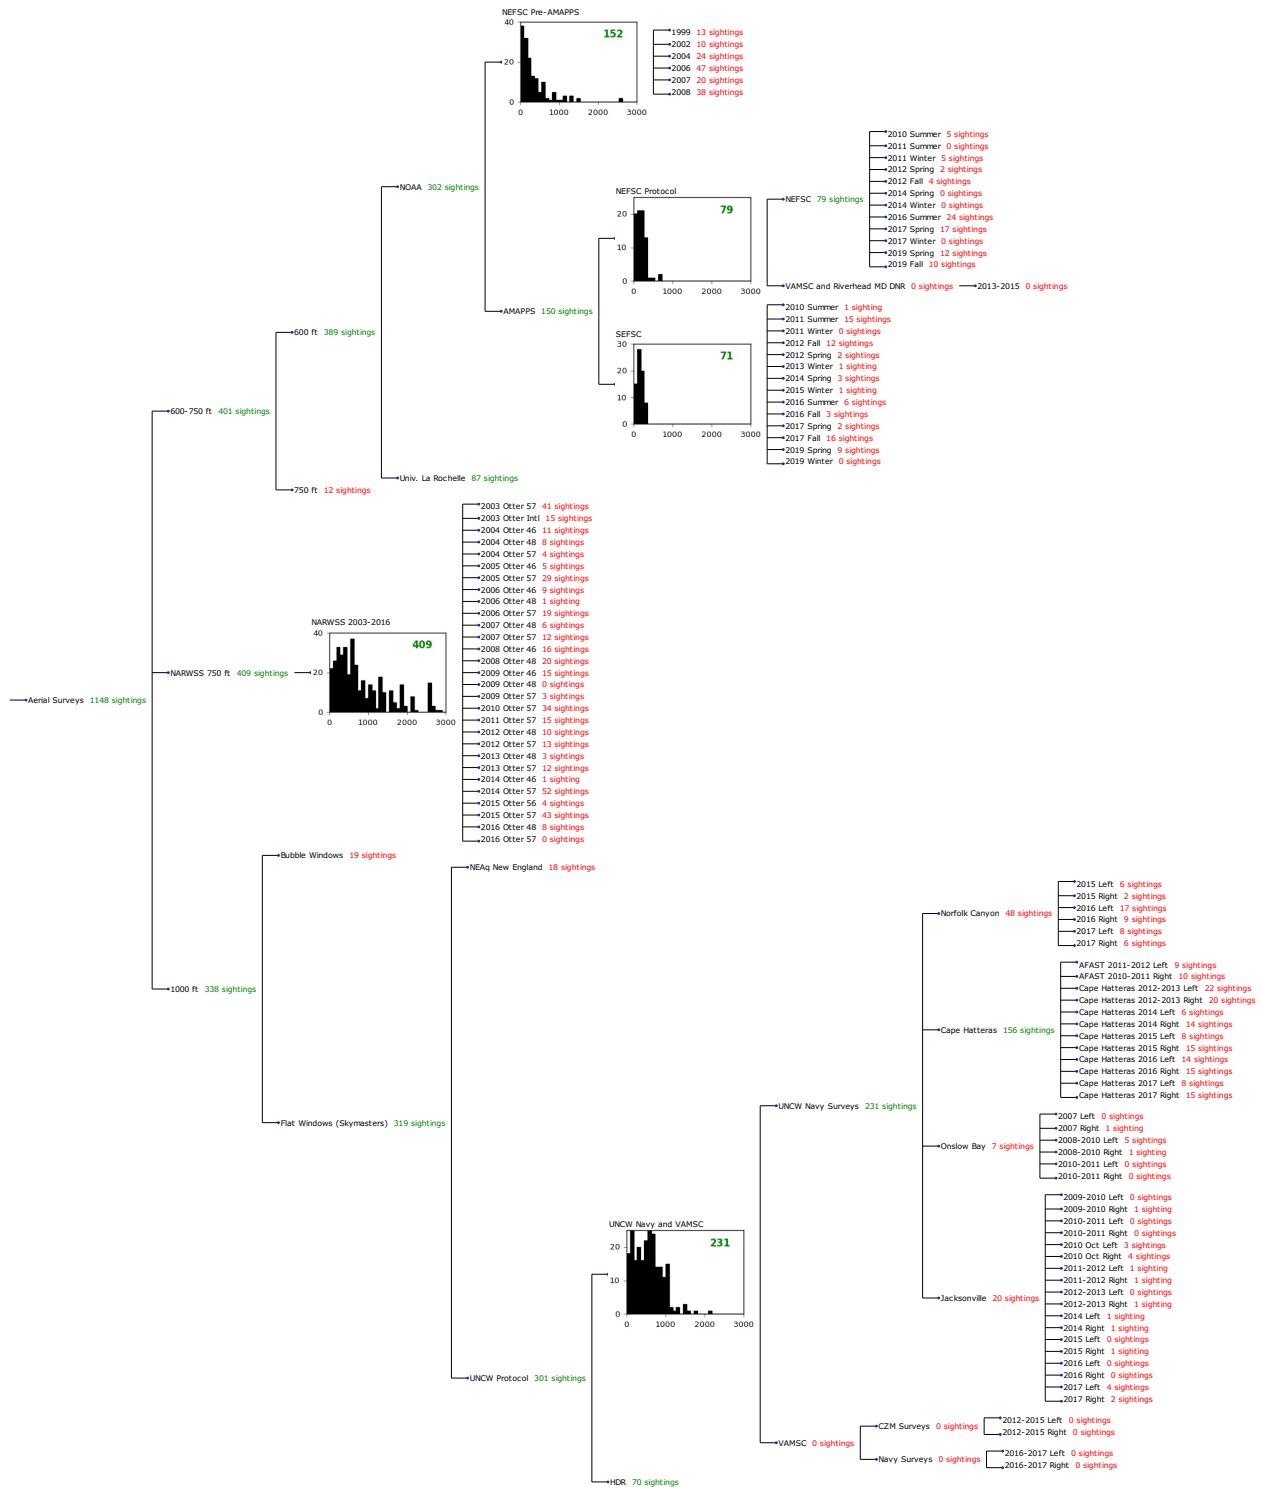 NEFSC Pre-AMAPPS
40
20
0
0 1000 2000 3000
152
1999 13 sightings
2002 10 sightings
2004 24 sightings
2006 47 sightings
2007 20 sightings
2008 38 sightings
NOAA 302 sightings
NEFSC Protocol
20
10
0
0 1000 2000 3000
79
NEFSC 79 sightings
2010 Summer 5 sightings
2011 Summer 0 sightings
2011 Winter 5 sightings
2012 Spring 2 sightings
2012 Fall 4 sightings
2014 Spring 0 sightings
2014 Winter 0 sightings
2016 Summer 24 sightings
2017 Spring 17 sightings
2017 Winter 0 sightings
2019 Spring 12 sightings
2019 Fall 10 sightings
VAMSC and Riverhead MD DNR 0 sightings
2013-2015 0 sightings
AMAPPS 150 sightings
SEFSC
30
20
10
0
0 1000 2000 3000
71
2010 Summer 1 sighting
2011 Summer 15 sightings
2011 Winter 0 sightings
2012 Fall 12 sightings
2012 Spring 2 sightings
2013 Winter 1 sighting
2014 Spring 3 sightings
2015 Winter 1 sighting
2016 Summer 6 sightings
2016 Fall 3 sightings
2017 Spring 2 sightings
2017 Fall 16 sightings
2019 Spring 9 sightings
2019 Winter 0 sightings
600 ft 389 sightings
600-750 ft 401 sightings
Univ. La Rochelle 87 sightings
750 ft 12 sightings
NARWSS 2003-2016
40
20
0
0 1000 2000 3000
409
NARWSS 750 ft 409 sightings
2003 Otter 57 41 sightings
2003 Otter Intl 15 sightings
2004 Otter 46 11 sightings
2004 Otter 48 8 sightings
2004 Otter 57 4 sightings
2005 Otter 46 5 sightings
2005 Otter 57 29 sightings
2006 Otter 46 9 sightings
2006 Otter 48 1 sighting
2006 Otter 57 19 sightings
2007 Otter 48 6 sightings
2007 Otter 57 12 sightings
2008 Otter 46 16 sightings
2008 Otter 48 20 sightings
2009 Otter 46 15 sightings
2009 Otter 48 0 sightings
2009 Otter 57 3 sightings
2010 Otter 57 34 sightings
2011 Otter 57 15 sightings
2012 Otter 48 10 sightings
2012 Otter 57 13 sightings
2013 Otter 48 3 sightings
2013 Otter 57 12 sightings
2014 Otter 46 1 sighting
2014 Otter 57 52 sightings
2015 Otter 56 4 sightings
2015 Otter 57 43 sightings
2016 Otter 48 8 sightings
2016 Otter 57 0 sightings
Aerial Surveys 1148 sightings
Bubble Windows 19 sightings
NEAq New England 18 sightings
1000 ft 338 sightings
Flat Windows (Skymasters) 319 sightings
Norfolk Canyon 48 sightings
2015 Left 6 sightings
2015 Right 2 sightings
2016 Left 17 sightings
2016 Right 9 sightings
2017 Left 8 sightings
2017 Right 6 sightings
Cape Hatteras 156 sightings
AFAST 2011-2012 Left 9 sightings
AFAST 2010-2011 Right 10 sightings
Cape Hatteras 2012-2013 Left 22 sightings
Cape Hatteras 2012-2013 Right 20 sightings
Cape Hatteras 2014 Left 6 sightings
Cape Hatteras 2014 Right 14 sightings
Cape Hatteras 2015 Left 8 sightings
Cape Hatteras 2015 Right 15 sightings
Cape Hatteras 2016 Left 14 sightings
Cape Hatteras 2016 Right 15 sightings
Cape Hatteras 2017 Left 8 sightings
Cape Hatteras 2017 Right 15 sightings
UNCW Navy Surveys 231 sightings
Onslow Bay 7 sightings
2007 Left 0 sightings
2007 Right 1 sighting
2008-2010 Left 5 sightings
2008-2010 Right 1 sighting
2010-2011 Left 0 sightings
2010-2011 Right 0 sightings
Jacksonville 20 sightings
2009-2010 Left 0 sightings
2009-2010 Right 1 sighting
2010-2011 Left 0 sightings
2010-2011 Right 0 sightings
2010 Oct Left 3 sightings
2010 Oct Right 4 sightings
2011-2012 Left 1 sighting
2011-2012 Right 1 sighting
2012-2013 Left 0 sightings
2012-2013 Right 1 sighting
2014 Left 1 sighting
2014 Right 1 sighting
2015 Left 0 sightings
2015 Right 1 sighting
2016 Left 0 sightings
2016 Right 0 sightings
2017 Left 4 sightings
2017 Right 2 sightings
UNCW Navy and VAMSC
20
10
0
0 1000 2000 3000
231
UNCW Protocol 301 sightings
VAMSC 0 sightings
CZM Surveys 0 sightings
2012-2015 Left 0 sightings
2012-2015 Right 0 sightings
Navy Surveys 0 sightings
2016-2017 Left 0 sightings
2016-2017 Right 0 sightings
HDR 70 sightings